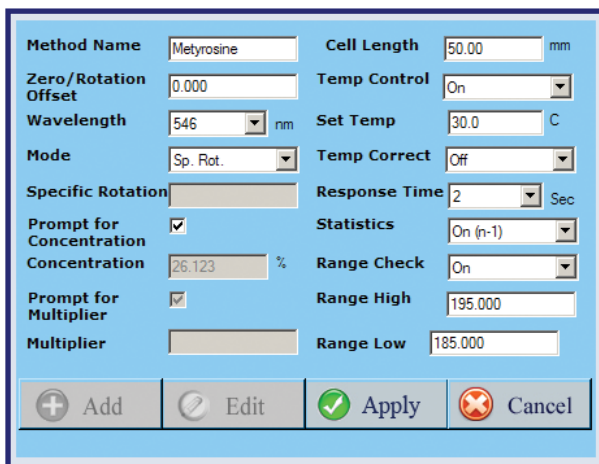 Method Name Metyrosine Cell Length 50.00 mm
Zero/Rotation
Offset 0.000 Temp Control On
Wavelength 546 nm Set Temp 30.0 C
Mode Sp. Rot. Temp Correct Off
Specific Rotation Response Time 2 Sec
Prompt for
Concentration Statistics On (n-1)
Concentration 26.123 % Range Check On
Prompt for
Multiplier Range High 195.000
Multiplier Range Low 185.000
Add Edit Apply Cancel